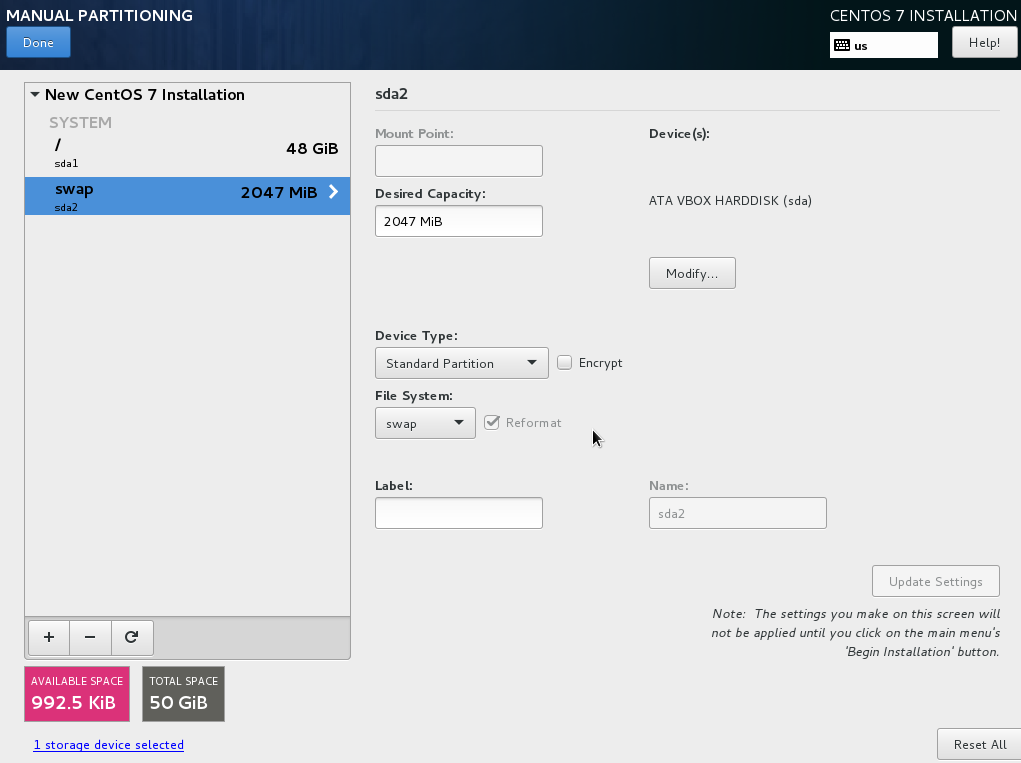 MANUAL PARTITIONING
CENTOS 7 INSTALLATION
Done
us
Help!
New CentOS 7 Installation
SYSTEM
/
48 GiB
sda1
swap
2047 MiB
sda2
sda2
Mount Point:
Device(s):
Desired Capacity:
2047 MiB
ATA VBOX HARDDISK (sda)
Modify...
Device Type:
Standard Partition
Encrypt
File System:
swap
Reformat
Label:
Name:
sda2
Update Settings
Note:  The settings you make on this screen will
not be applied until you click on the main menu's
'Begin Installation' button.
+
−
AVAILABLE SPACE
992.5 KiB
TOTAL SPACE
50 GiB
1 storage device selected
Reset All